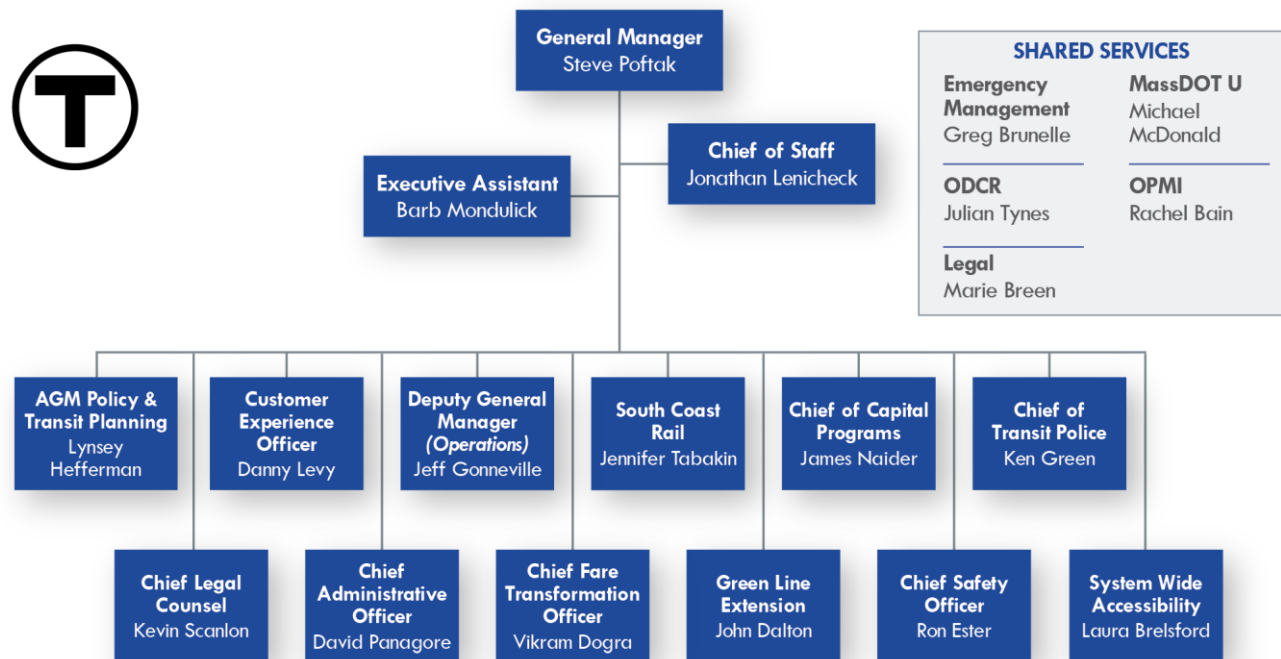 T
General Manager
Steve Poftak
Chief of Staff
Jonathan Lenicheck
Executive Assistant
Barb Mondulick
SHARED SERVICES
Emergency
Management
Greg Brunelle
MassDOT U
Michael
McDonald
ODCR
Julian Tynes
OPMI
Rachel Bain
Legal
Marie Breen
AGM Policy &
Transit Planning
Lynsey
Hefferman
Customer
Experience
Officer
Danny Levy
Deputy General
Manager
(Operations)
Jeff Gonneville
South Coast
Rail
Jennifer Tabakin
Chief of Capital
Programs
James Naider
Chief of
Transit Police
Ken Green
Chief Legal
Counsel
Kevin Scanlon
Chief
Administrative
Officer
David Panagore
Chief Fare
Transformation
Officer
Vikram Dogra
Green Line
Extension
John Dalton
Chief Safety
Officer
Ron Ester
System Wide
Accessibility
Laura Brelsford